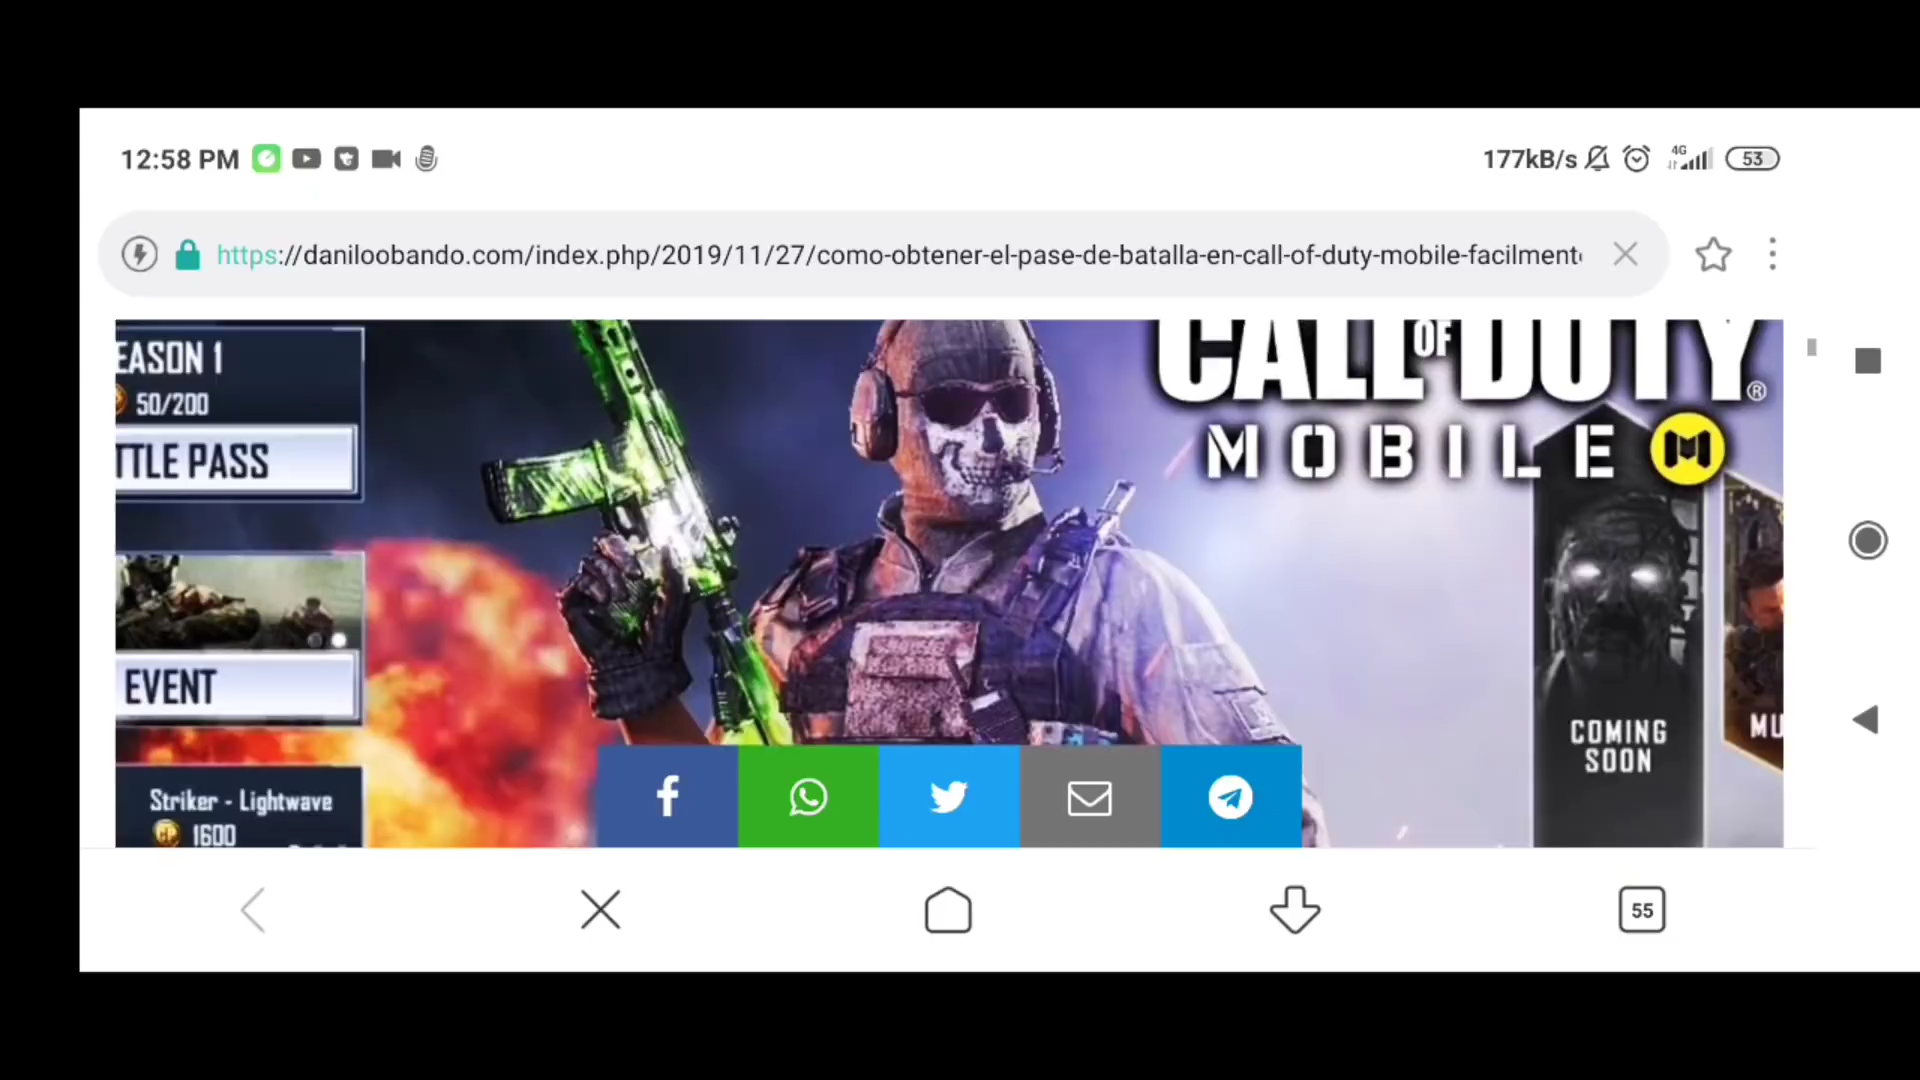 12:58 PM
177kB/s 4G 53
https://daniloobando.com/index.php/2019/11/27/como-obtener-el-pase-de-batalla-en-call-of-duty-mobile-facilment
EASON 1
50/200
TTLE PASS
EVENT
Striker - Lightwave
CP 1600
CALL OF DUTY®
MOBILE
COMING
SOON
MU
55